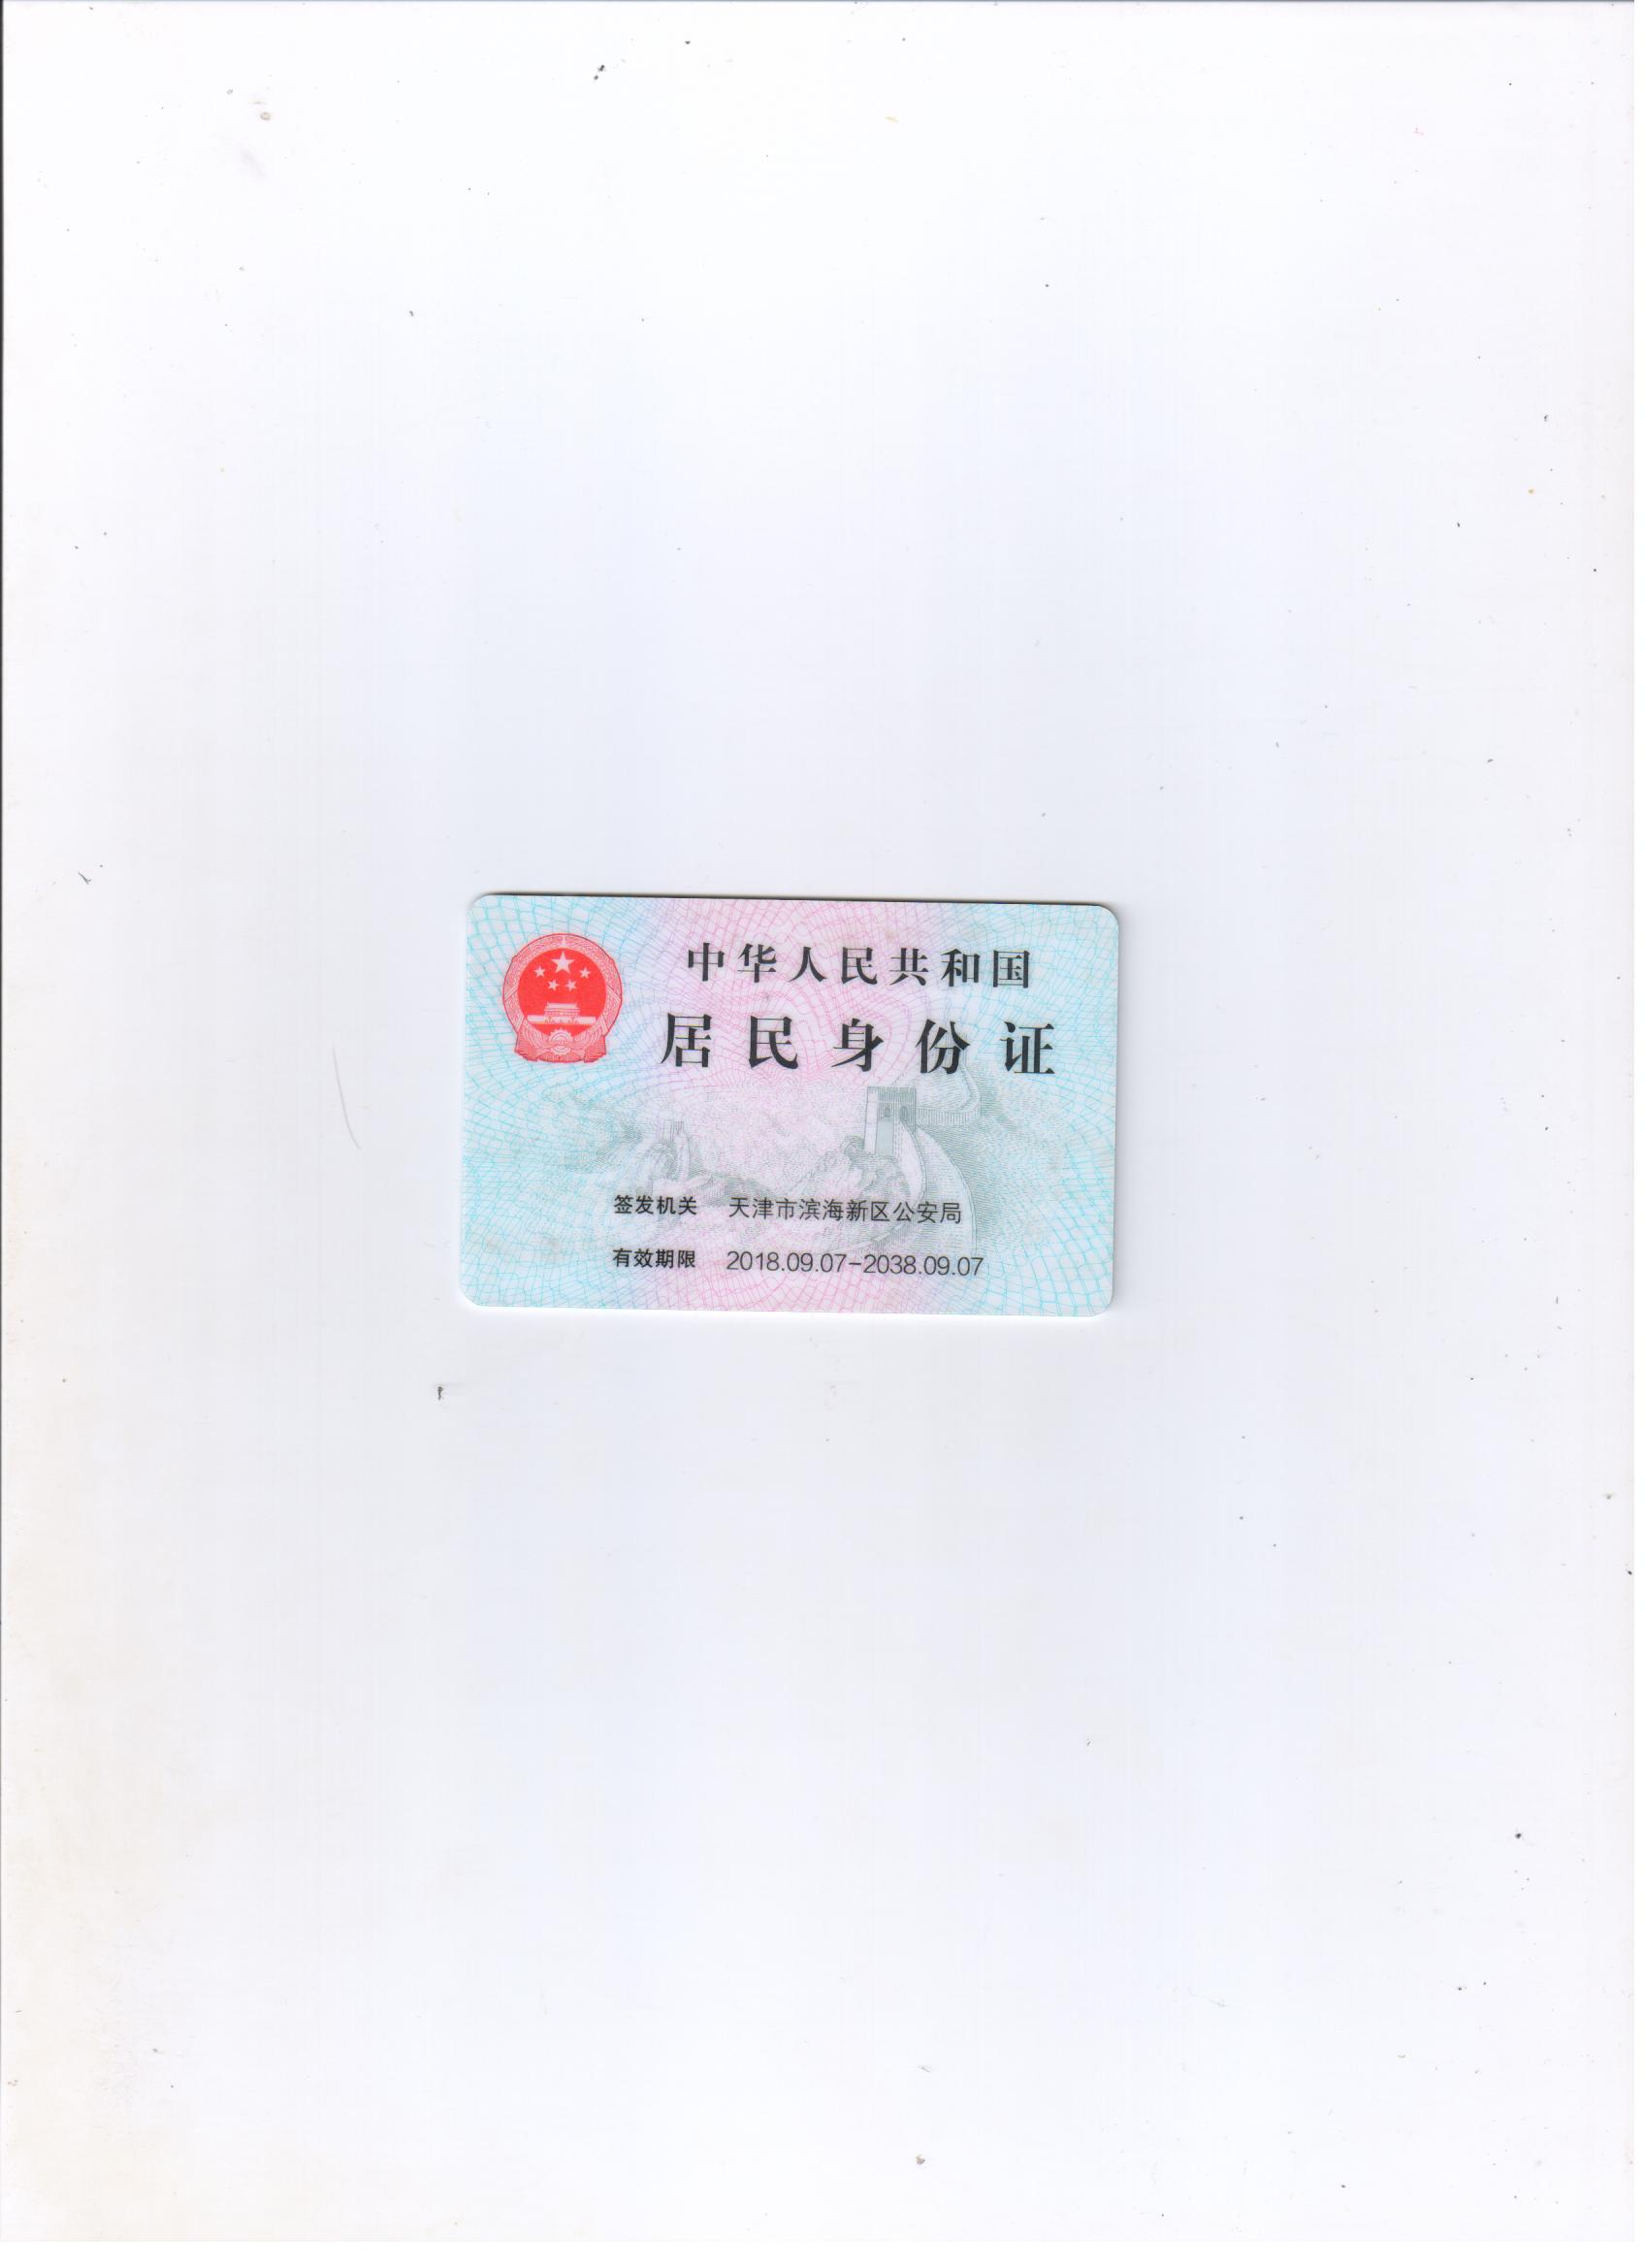 中华人民共和国
居民身份证
签发机关 天津市滨海新区公安局
有效期限 2018.09.07-2038.09.07